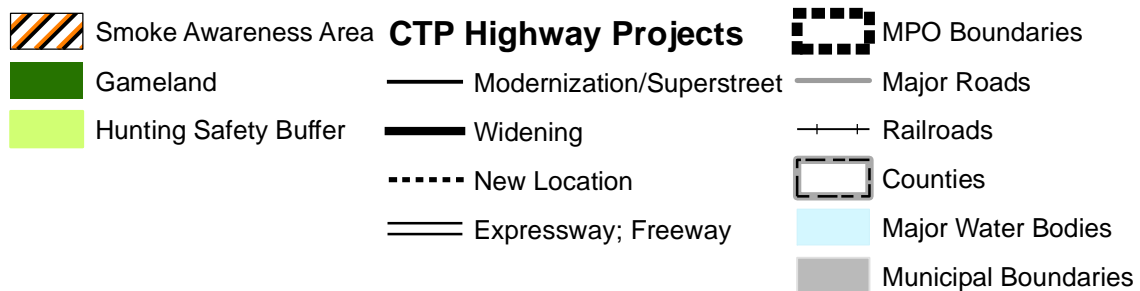 Smoke Awareness Area
Gameland
Hunting Safety Buffer
CTP Highway Projects
Modernization/Superstreet
Widening
New Location
Expressway; Freeway
MPO Boundaries
Major Roads
Railroads
Counties
Major Water Bodies
Municipal Boundaries